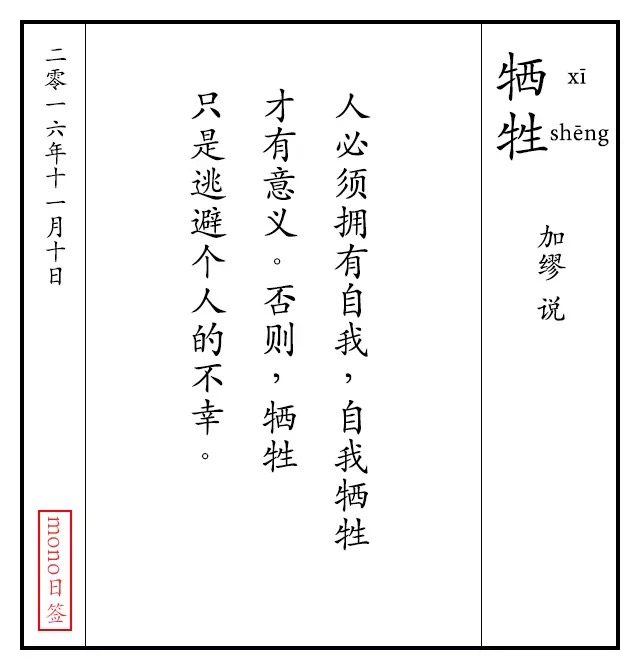 牺牲
xī
shēng
加缪 说
人必须拥有自我，自我牺牲
才有意义。否则，牺牲
只是逃避个人的不幸。
二零一六年十一月十日
mono日签